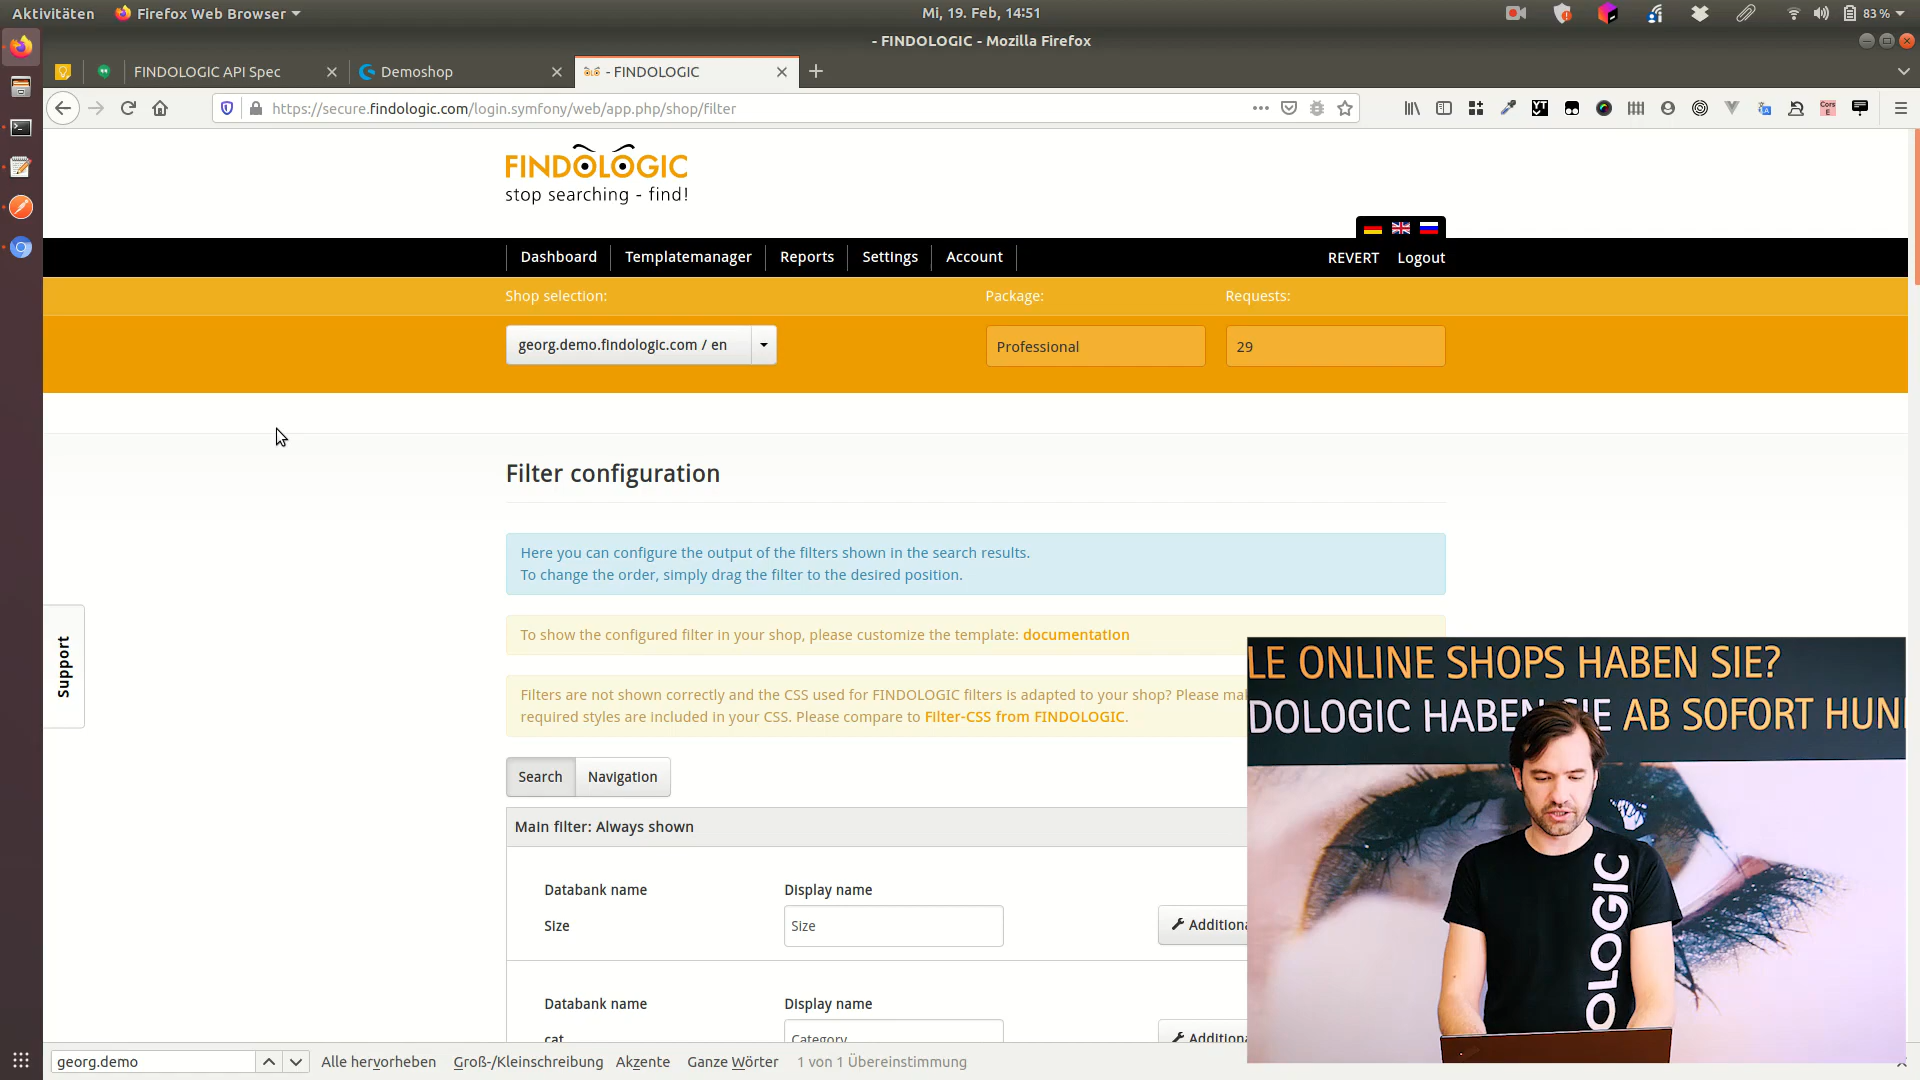 Aktivitäten
Firefox Web Browser
Mi, 19. Feb, 14:51
83 %
- FINDOLOGIC - Mozilla Firefox
FINDOLOGIC API Spec
Demoshop
- FINDOLOGIC
https://secure.findologic.com/login.symfony/web/app.php/shop/filter
FINDOLOGIC
stop searching - find!
Dashboard
Templatemanager
Reports
Settings
Account
REVERT
Logout
Shop selection:
Package:
Requests:
georg.demo.findologic.com / en
Professional
29
Filter configuration
Here you can configure the output of the filters shown in the search results.
To change the order, simply drag the filter to the desired position.
To show the configured filter in your shop, please customize the template: documentation
Filters are not shown correctly and the CSS used for FINDOLOGIC filters is adapted to your shop? Please mak
required styles are included in your CSS. Please compare to Filter-CSS from FINDOLOGIC.
Support
Search
Navigation
Main filter: Always shown
Databank name
Display name
Size
Size
Additiona
Databank name
Display name
cat
Category
Additiona
LE ONLINE SHOPS HABEN SIE?
DOLOGIC HABEN SIE AB SOFORT HUN
OLOGIC
georg.demo
Alle hervorheben
Groß-/Kleinschreibung
Akzente
Ganze Wörter
1 von 1 Übereinstimmung